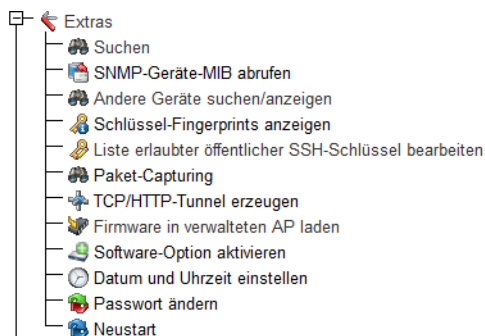 Extras
Suchen
SNMP-Geräte-MIB abrufen
Andere Geräte suchen/anzeigen
Schlüssel-Fingerprints anzeigen
Liste erlaubter öffentlicher SSH-Schlüssel bearbeiten
Paket-Capturing
TCP/HTTP-Tunnel erzeugen
Firmware in verwalteten AP laden
Software-Option aktivieren
Datum und Uhrzeit einstellen
Passwort ändern
Neustart